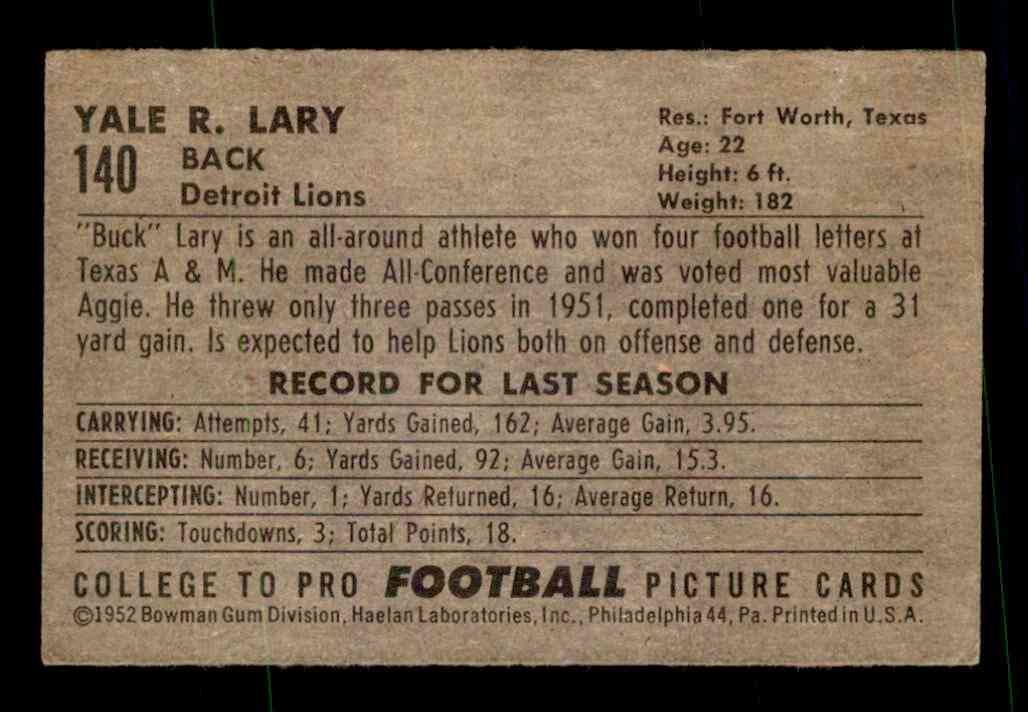 YALE R. LARY
140 BACK
Detroit Lions
Res.: Fort Worth, Texas
Age: 22
Height: 6 ft.
Weight: 182
"Buck" Lary is an all-around athlete who won four football letters at
Texas A & M. He made All-Conference and was voted most valuable
Aggie. He threw only three passes in 1951, completed one for a 31
yard gain. Is expected to help Lions both on offense and defense.
RECORD FOR LAST SEASON
CARRYING: Attempts, 41; Yards Gained, 162; Average Gain, 3.95.
RECEIVING: Number, 6; Yards Gained, 92; Average Gain, 15.3.
INTERCEPTING: Number, 1; Yards Returned, 16; Average Return, 16.
SCORING: Touchdowns, 3; Total Points, 18.
COLLEGE TO PRO FOOTBALL PICTURE CARDS
©1952 Bowman Gum Division, Haelan Laboratories, Inc., Philadelphia 44, Pa. Printed in U.S.A.